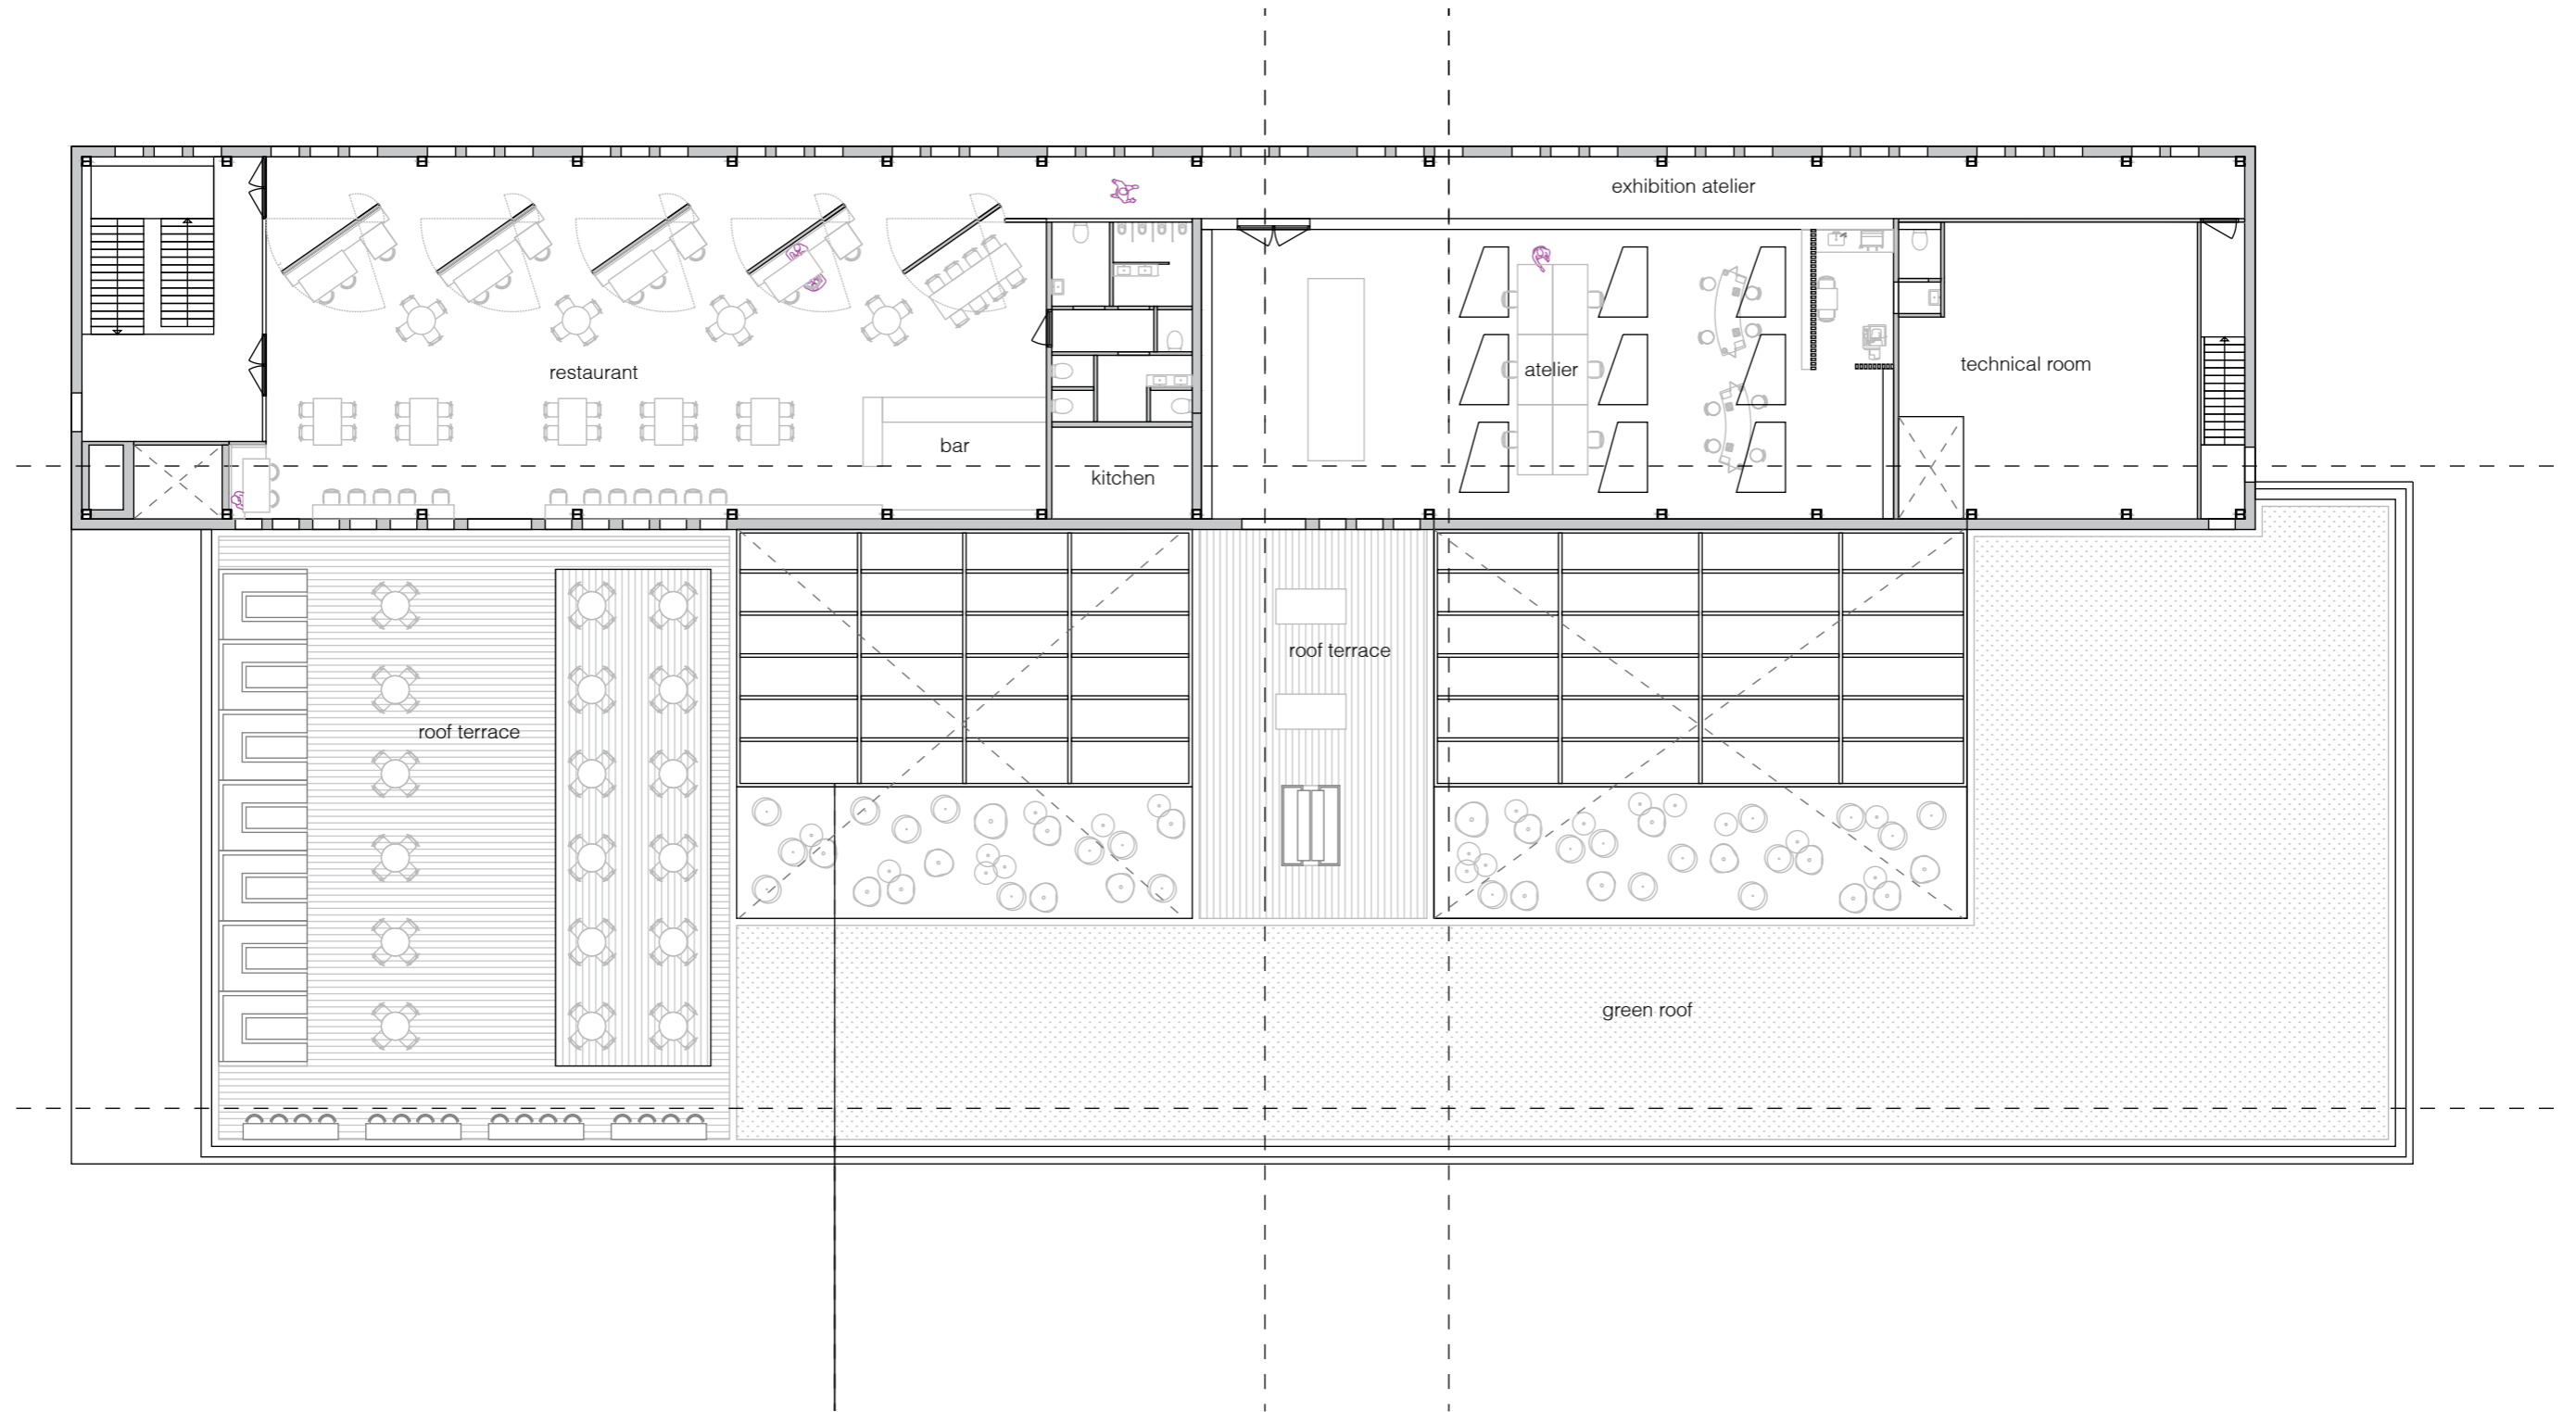 exhibition atelier
restaurant
atelier
technical room
bar
kitchen
roof terrace
roof terrace
green roof